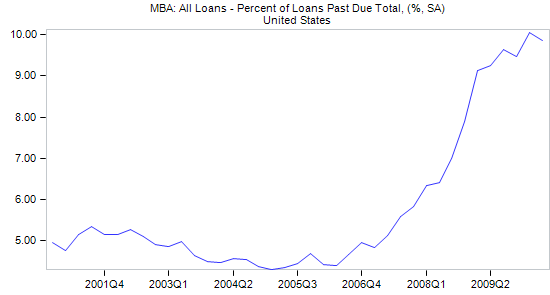 MBA: All Loans - Percent of Loans Past Due Total, (%, SA)
United States
10.00
9.00
8.00
7.00
6.00
5.00
2001Q4 2003Q1 2004Q2 2005Q3 2006Q4 2008Q1 2009Q2